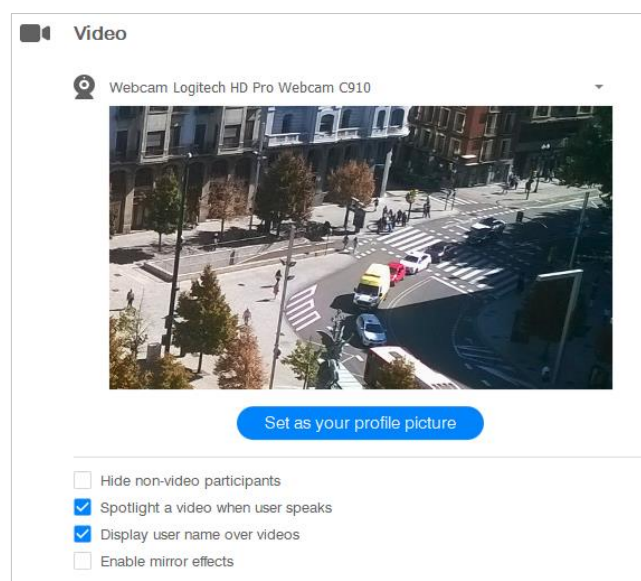 Video
Webcam Logitech HD Pro Webcam C910
Set as your profile picture
Hide non-video participants
Spotlight a video when user speaks
Display user name over videos
Enable mirror effects